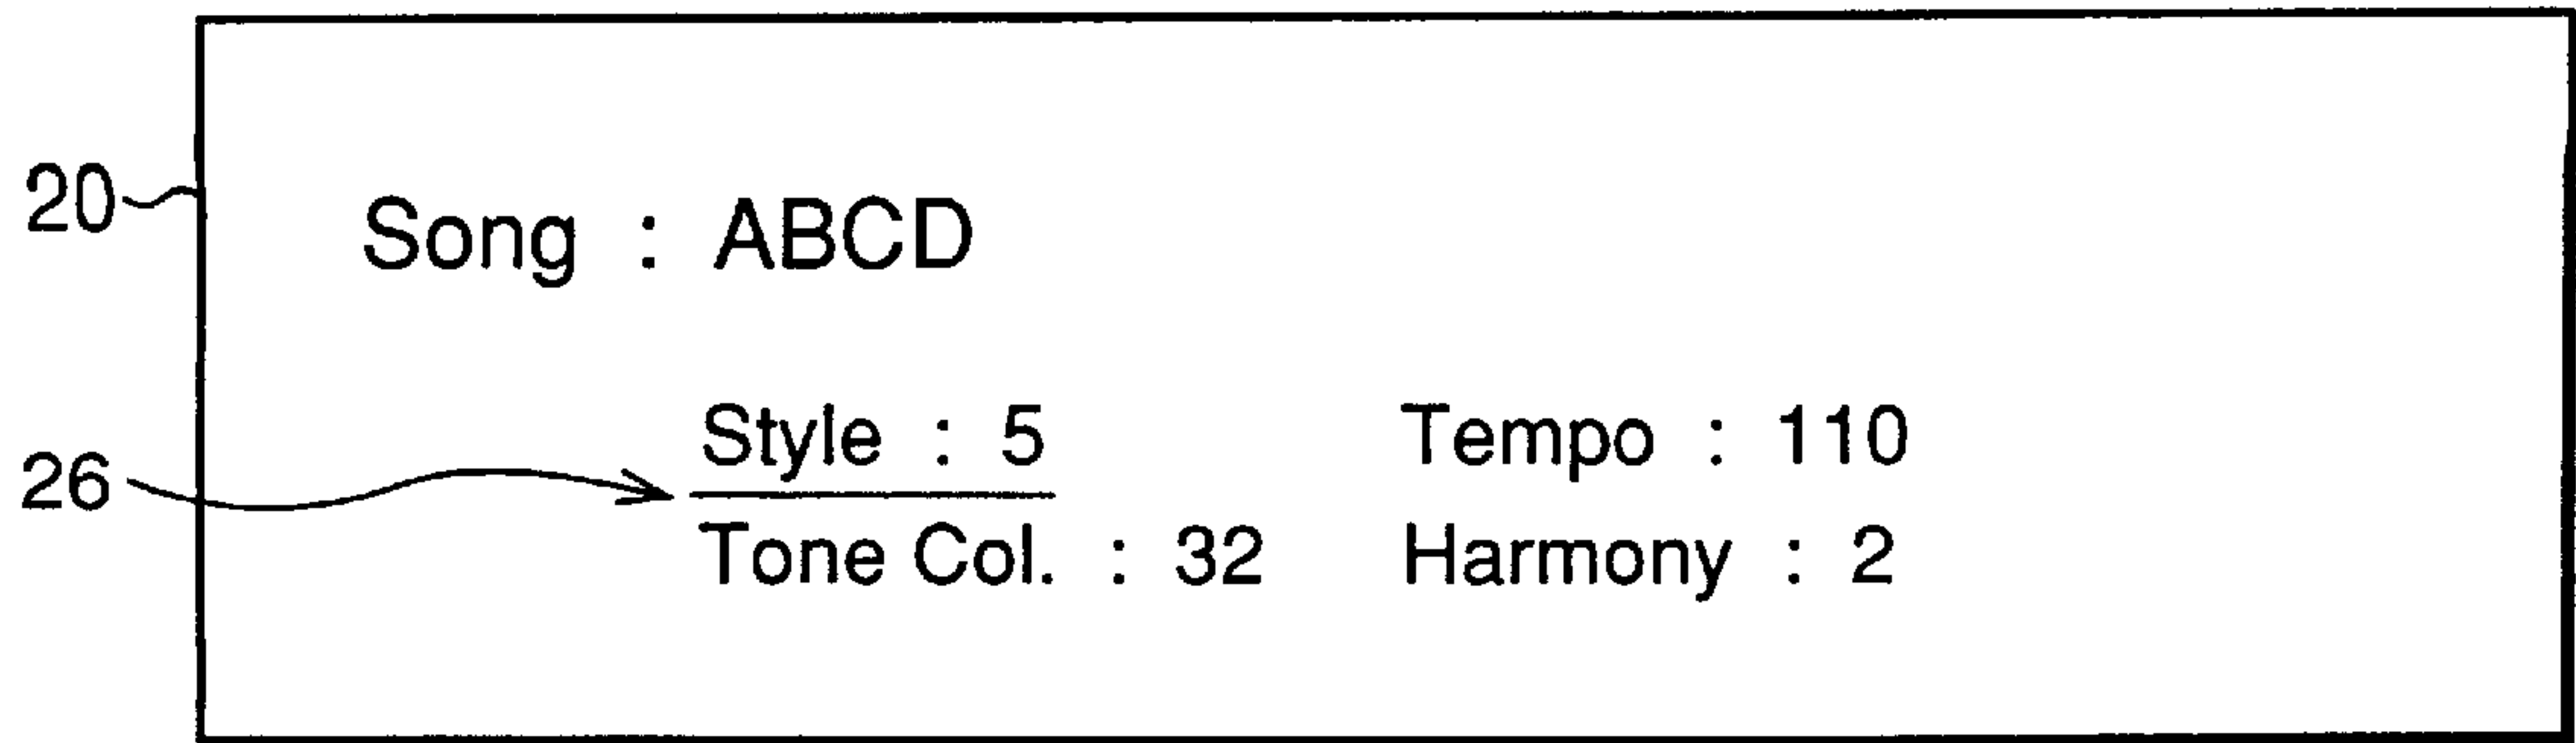 20
Song : ABCD
Style : 5 Tempo : 110
26
Tone Col. : 32 Harmony : 2